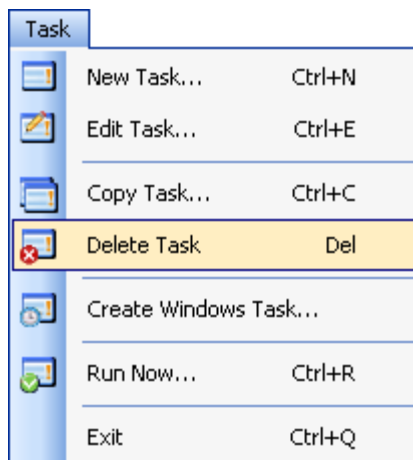 Task
New Task... Ctrl+N
Edit Task... Ctrl+E
Copy Task... Ctrl+C
Delete Task Del
Create Windows Task...
Run Now... Ctrl+R
Exit Ctrl+Q